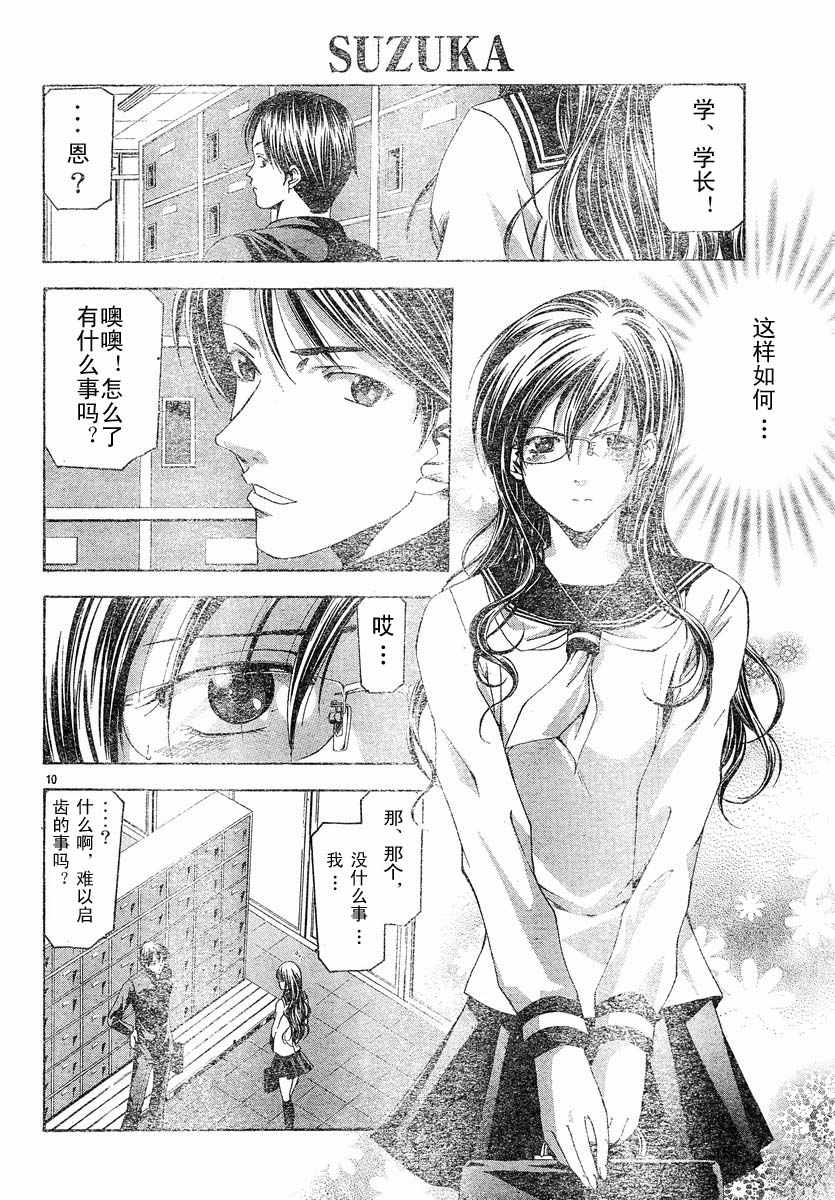 SUZUKA
学、学长！
…恩？
这样如何…
噢噢！怎么了
有什么事吗？
哎…
10
那、那个，
没什么事…
我…
…？
什么啊，难以启
齿的事吗？